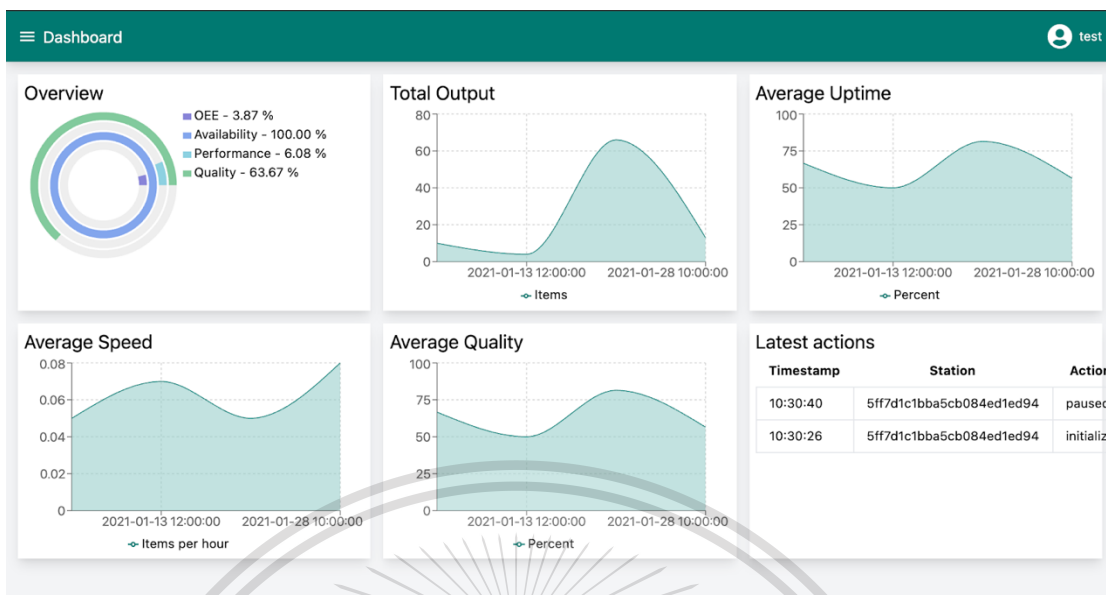 Dashboard
test
Overview
OEE - 3.87 %
Availability - 100.00 %
Performance - 6.08 %
Quality - 63.67 %
Total Output
80
60
40
20
0
2021-01-13 12:00:00 2021-01-28 10:00:00
Items
Average Uptime
100
75
50
25
0
2021-01-13 12:00:00 2021-01-28 10:00:00
Percent
Average Speed
0.08
0.06
0.04
0.02
0
2021-01-13 12:00:00 2021-01-28 10:00:00
Items per hour
Average Quality
100
75
50
25
0
2021-01-13 12:00:00 2021-01-28 10:00:00
Percent
Latest actions
Timestamp Station Action
10:30:40 5ff7d1c1bba5cb084ed1ed94 paused
10:30:26 5ff7d1c1bba5cb084ed1ed94 initializ